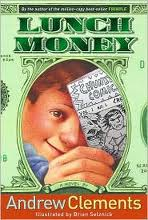 By the author of the million-copy best-seller FRINDLE
LUNCH
MONEY
A NOVEL BY
Andrew Clements
Illustrated by Brian Selznick